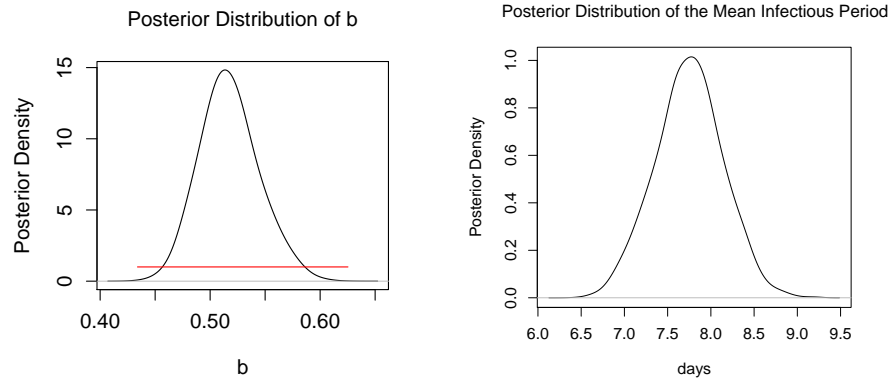 Posterior Distribution of b
Posterior Density
0 5 10 15
0.40 0.50 0.60
b
Posterior Distribution of the Mean Infectious Period
Posterior Density
0.0 0.2 0.4 0.6 0.8 1.0
6.0 6.5 7.0 7.5 8.0 8.5 9.0 9.5
days